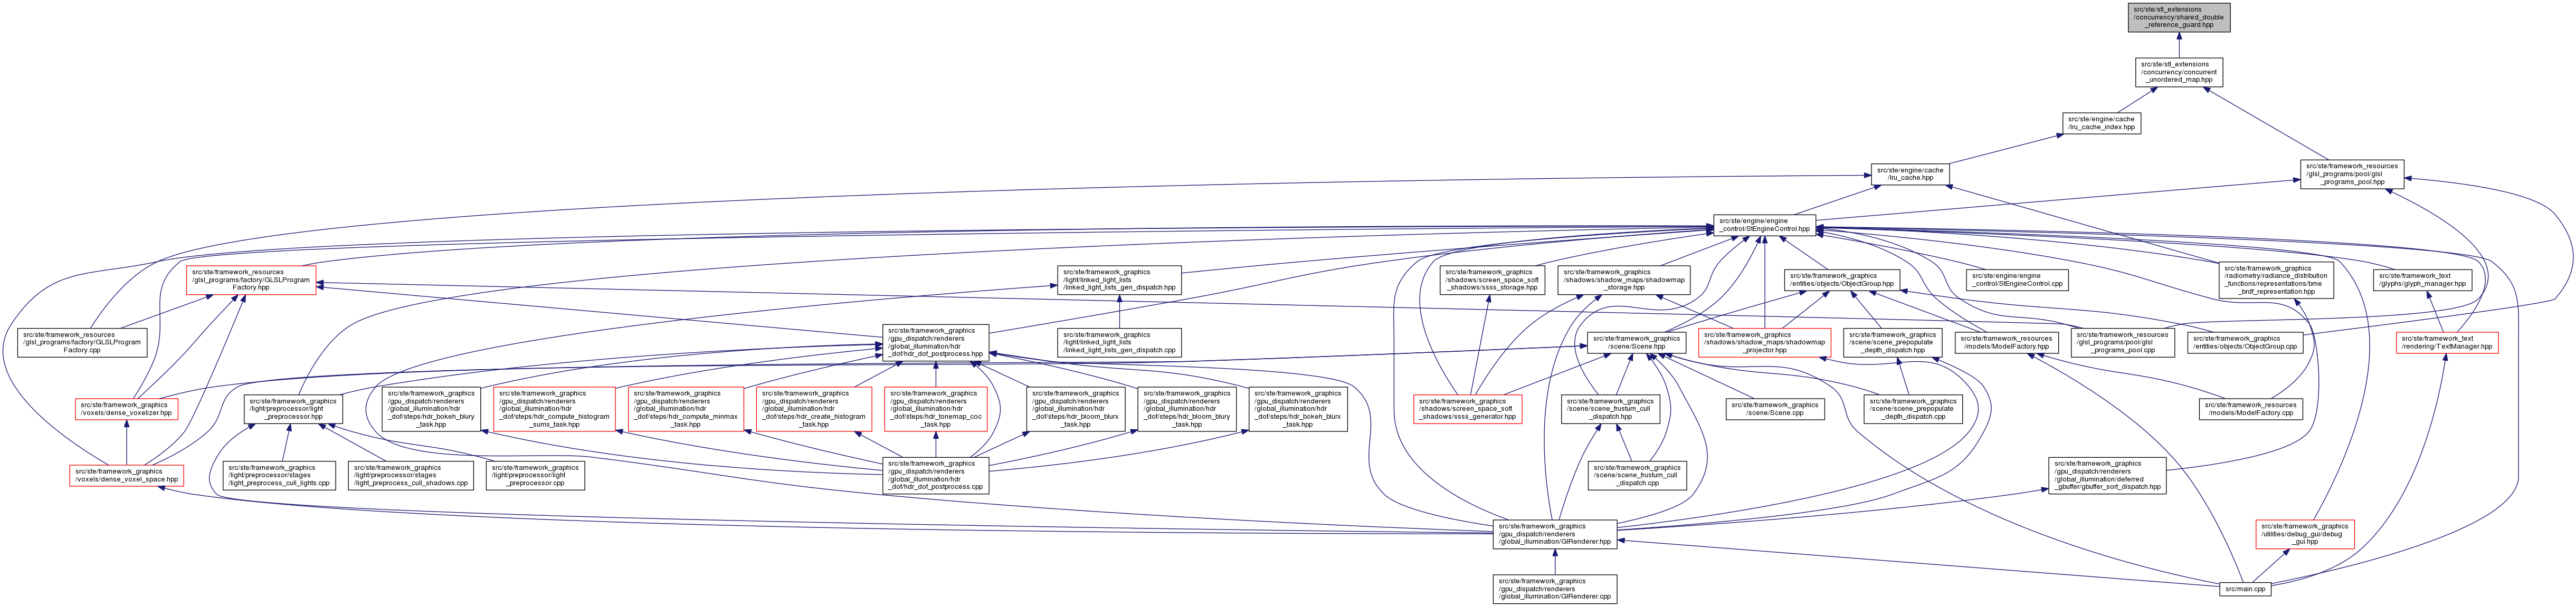 src/ste/stl_extensions
/concurrency/shared_double
_reference_guard.hpp
src/ste/stl_extensions
/concurrency/concurrent
_unordered_map.hpp
src/ste/engine/cache
/lru_cache_index.hpp
src/ste/engine/cache
/lru_cache.hpp
src/ste/framework_resources
/glsl_programs/pool/glsl
_programs_pool.hpp
src/ste/engine/engine
_control/StEngineControl.hpp
src/ste/framework_resources
/glsl_programs/factory/GLSLProgram
Factory.hpp
src/ste/framework_graphics
/light/linked_light_lists
/linked_light_lists_gen_dispatch.hpp
src/ste/framework_graphics
/shadows/screen_space_soft
_shadows/ssss_storage.hpp
src/ste/framework_graphics
/shadows/shadow_maps/shadowmap
_storage.hpp
src/ste/framework_graphics
/entities/objects/ObjectGroup.hpp
src/ste/engine/engine
_control/StEngineControl.cpp
src/ste/framework_graphics
/radiometry/radiance_distribution
_functions/representations/bme
_brdf_representation.hpp
src/ste/framework_text
/glyphs/glyph_manager.hpp
src/ste/framework_resources
/glsl_programs/factory/GLSLProgram
Factory.cpp
src/ste/framework_graphics
/gpu_dispatch/renderers
/global_illumination/hdr
_dof/hdr_dof_postprocess.hpp
src/ste/framework_graphics
/light/linked_light_lists
/linked_light_lists_gen_dispatch.cpp
src/ste/framework_graphics
/scene/Scene.hpp
src/ste/framework_graphics
/shadows/shadow_maps/shadowmap
_projector.hpp
src/ste/framework_graphics
/scene/scene_prepopulate
_depth_dispatch.hpp
src/ste/framework_resources
/models/ModelFactory.hpp
src/ste/framework_resources
/glsl_programs/pool/glsl
_programs_pool.cpp
src/ste/framework_graphics
/entities/objects/ObjectGroup.cpp
src/ste/framework_text
/rendering/TextManager.hpp
src/ste/framework_graphics
/voxels/dense_voxelizer.hpp
src/ste/framework_graphics
/light/preprocessor/light
_preprocessor.hpp
src/ste/framework_graphics
/gpu_dispatch/renderers
/global_illumination/hdr
_dof/steps/hdr_bokeh_blury
_task.hpp
src/ste/framework_graphics
/gpu_dispatch/renderers
/global_illumination/hdr
_dof/steps/hdr_compute_histogram
_sums_task.hpp
src/ste/framework_graphics
/gpu_dispatch/renderers
/global_illumination/hdr
_dof/steps/hdr_compute_minmax
_task.hpp
src/ste/framework_graphics
/gpu_dispatch/renderers
/global_illumination/hdr
_dof/steps/hdr_create_histogram
_task.hpp
src/ste/framework_graphics
/gpu_dispatch/renderers
/global_illumination/hdr
_dof/steps/hdr_tonemap_coc
_task.hpp
src/ste/framework_graphics
/gpu_dispatch/renderers
/global_illumination/hdr
_dof/steps/hdr_bloom_blurx
_task.hpp
src/ste/framework_graphics
/gpu_dispatch/renderers
/global_illumination/hdr
_dof/steps/hdr_bloom_blury
_task.hpp
src/ste/framework_graphics
/gpu_dispatch/renderers
/global_illumination/hdr
_dof/steps/hdr_bokeh_blurx
_task.hpp
src/ste/framework_graphics
/shadows/screen_space_soft
_shadows/ssss_generator.hpp
src/ste/framework_graphics
/scene/scene_frustum_cull
_dispatch.hpp
src/ste/framework_graphics
/scene/Scene.cpp
src/ste/framework_graphics
/scene/scene_prepopulate
_depth_dispatch.cpp
src/ste/framework_resources
/models/ModelFactory.cpp
src/ste/framework_graphics
/voxels/dense_voxel_space.hpp
src/ste/framework_graphics
/light/preprocessor/stages
/light_preprocess_cull_lights.cpp
src/ste/framework_graphics
/light/preprocessor/stages
/light_preprocess_cull_shadows.cpp
src/ste/framework_graphics
/light/preprocessor/light
_preprocessor.cpp
src/ste/framework_graphics
/gpu_dispatch/renderers
/global_illumination/hdr
_dof/hdr_dof_postprocess.cpp
src/ste/framework_graphics
/scene/scene_frustum_cull
_dispatch.cpp
src/ste/framework_graphics
/gpu_dispatch/renderers
/global_illumination/deferred
_gbuffer/gbuffer_sort_dispatch.hpp
src/ste/framework_graphics
/gpu_dispatch/renderers
/global_illumination/GIRenderer.hpp
src/ste/framework_graphics
/utilities/debug_gui/debug
_gui.hpp
src/ste/framework_graphics
/gpu_dispatch/renderers
/global_illumination/GIRenderer.cpp
src/main.cpp